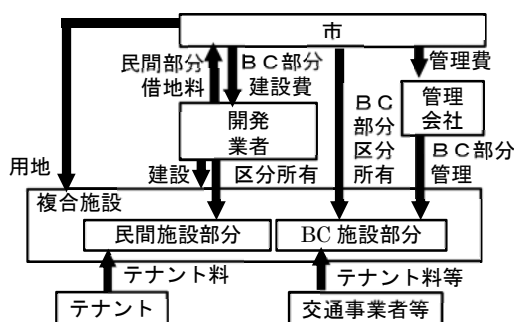 市
民間部分
借地料
ＢＣ部分
建設費
管理費
開発
業者
ＢＣ
部分
区分
所有
管理
会社
用地
建設
区分所有
ＢＣ部分
管理
複合施設
民間施設部分
BC 施設部分
テナント料
テナント料等
テナント
交通事業者等